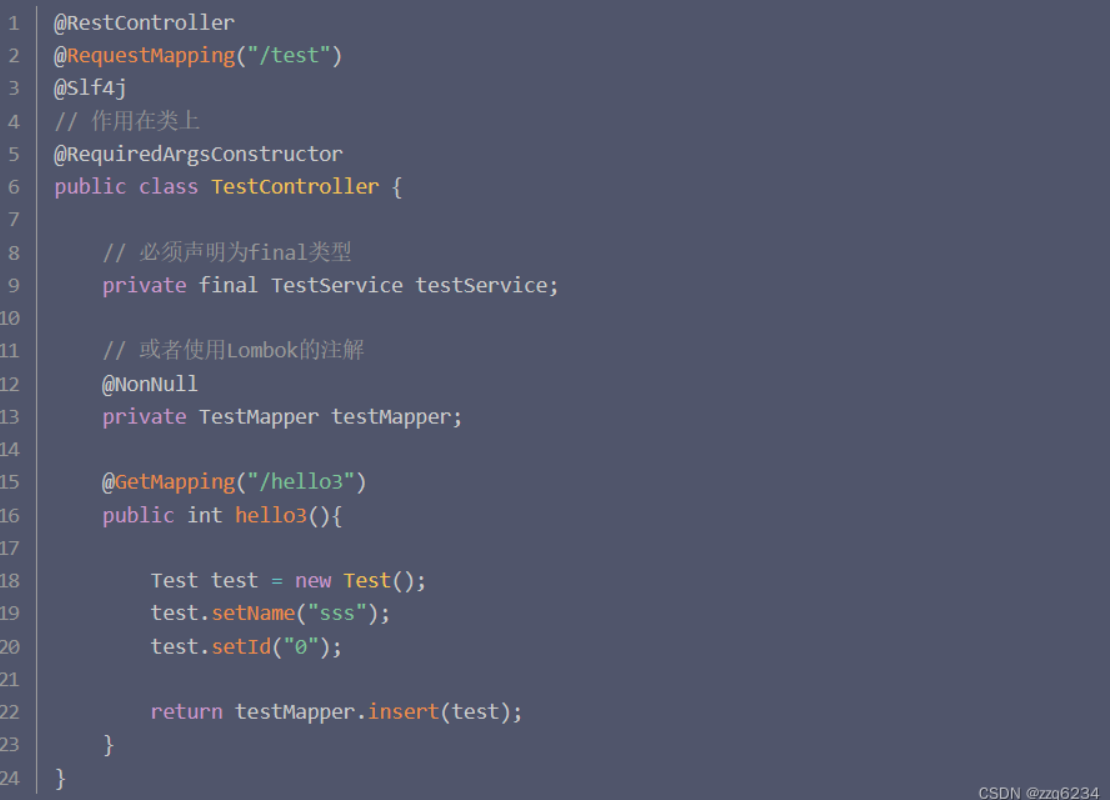 1 @RestController
2 @RequestMapping("/test")
3 @Slf4j
4 // 作用在类上
5 @RequiredArgsConstructor
6 public class TestController {
7
8     // 必须声明为final类型
9     private final TestService testService;
10
11     // 或者使用Lombok的注解
12     @NonNull
13     private TestMapper testMapper;
14
15     @GetMapping("/hello3")
16     public int hello3(){
17
18         Test test = new Test();
19         test.setName("sss");
20         test.setId("0");
21
22         return testMapper.insert(test);
23     }
24 }
CSDN @zzq6234